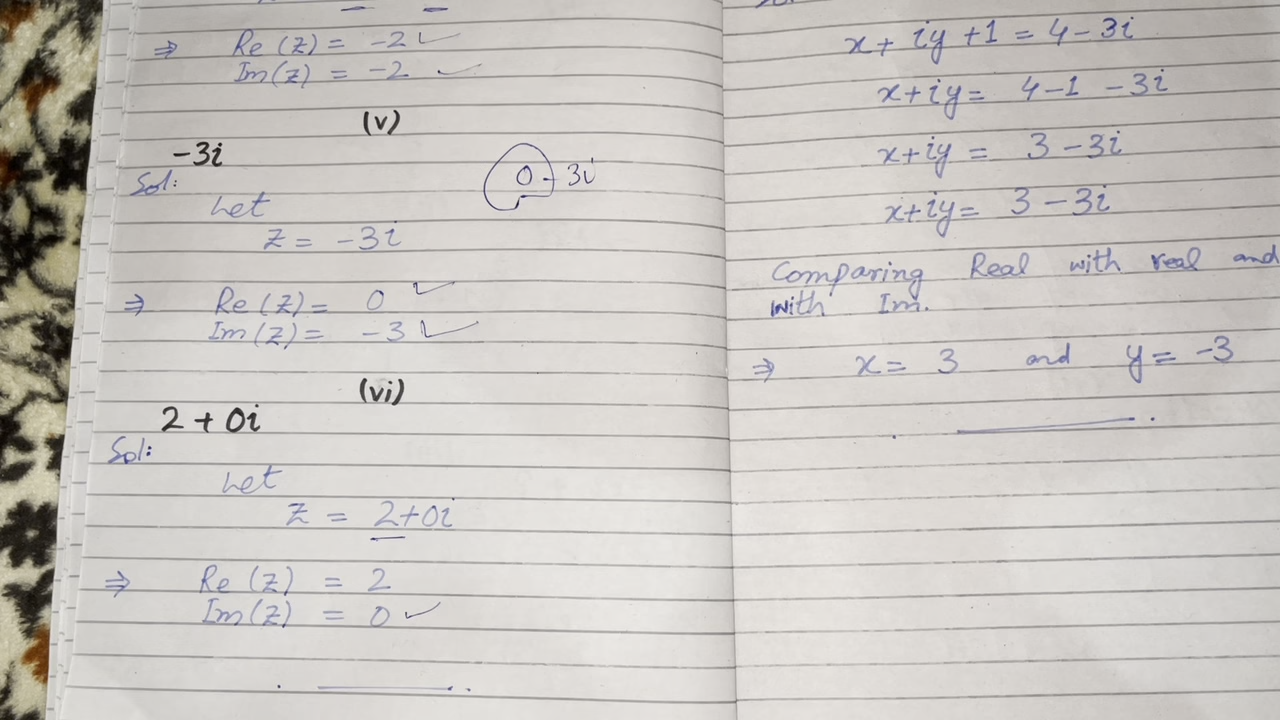 ⇒ Re(z) = -2 ✓
Im(z) = -2 ✓
(v)
-3i
0 - 3i
Sol:
Let
z = -3i
⇒ Re(z) = 0 ✓
Im(z) = -3 ✓
(vi)
2 + 0i
Sol:
Let
z = 2+0i
⇒ Re(z) = 2
Im(z) = 0 ✓
x + iy + 1 = 4 - 3i
x+iy = 4-1 -3i
x+iy = 3 - 3i
x+iy = 3 - 3i
Comparing Real with real and
with Im.
⇒ x = 3 and y = -3